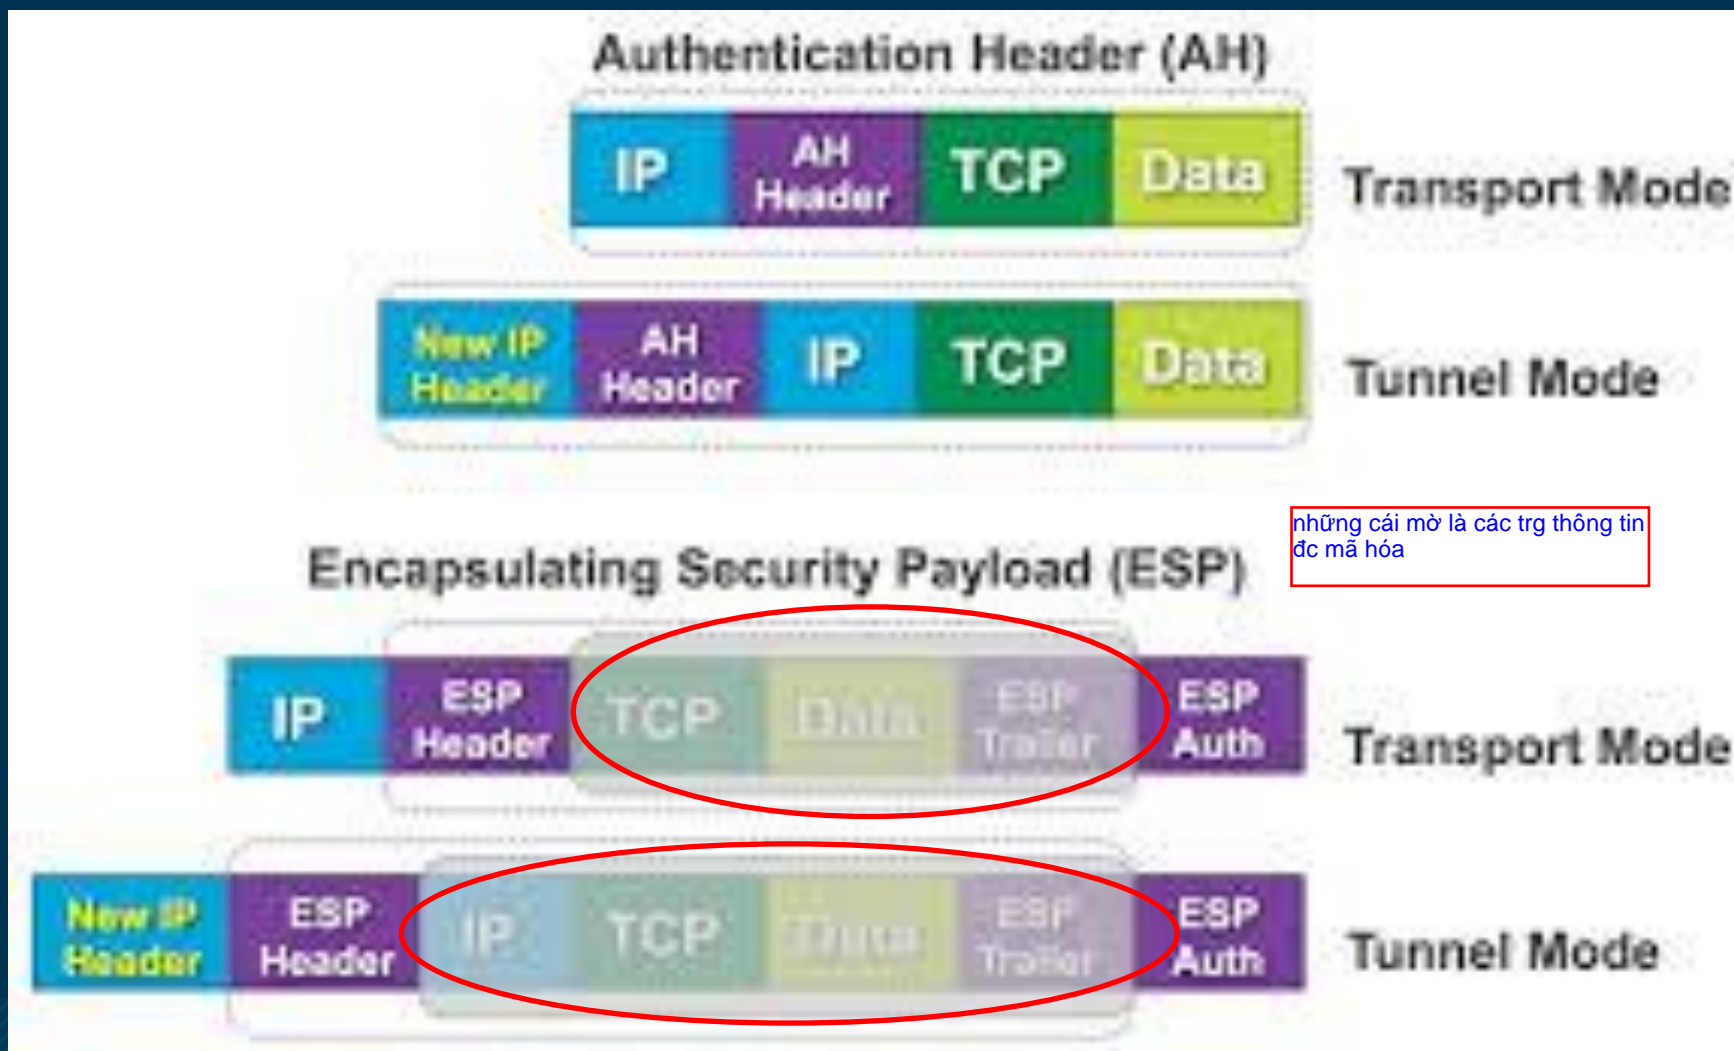 Authentication Header (AH)
IP
AH
Header
TCP
Data
Transport Mode
New IP
Header
AH
Header
IP
TCP
Data
Tunnel Mode
những cái mờ là các trg thông tin
đc mã hóa
Encapsulating Security Payload (ESP)
IP
ESP
Header
TCP
Data
ESP
Trailer
ESP
Auth
Transport Mode
New IP
Header
ESP
Header
IP
TCP
Data
ESP
Trailer
ESP
Auth
Tunnel Mode